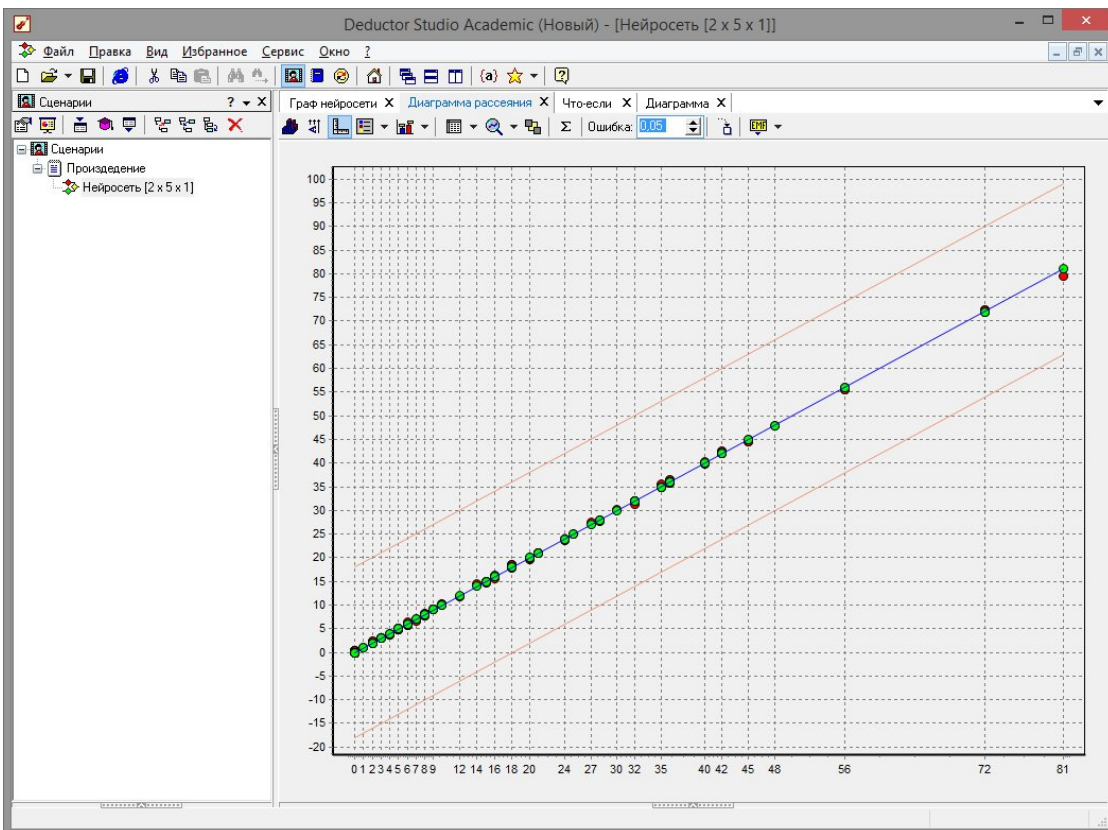 Deductor Studio Academic (Новый) - [Нейросеть [2 x 5 x 1]]
Файл Правка Вид Избранное Сервис Окно ?
{a}
Сценарии ?
Граф нейросети X Диаграмма рассеяния X Что-если X Диаграмма X
Σ Ошибка: 0,05 EMF
Сценарии
Произдедение
Нейросеть [2 x 5 x 1]
100
95
90
85
80
75
70
65
60
55
50
45
40
35
30
25
20
15
10
5
0
-5
-10
-15
-20
0 1 2 3 4 5 6 7 8 9 12 14 16 18 20 24 27 30 32 35 40 42 45 48 56 72 81